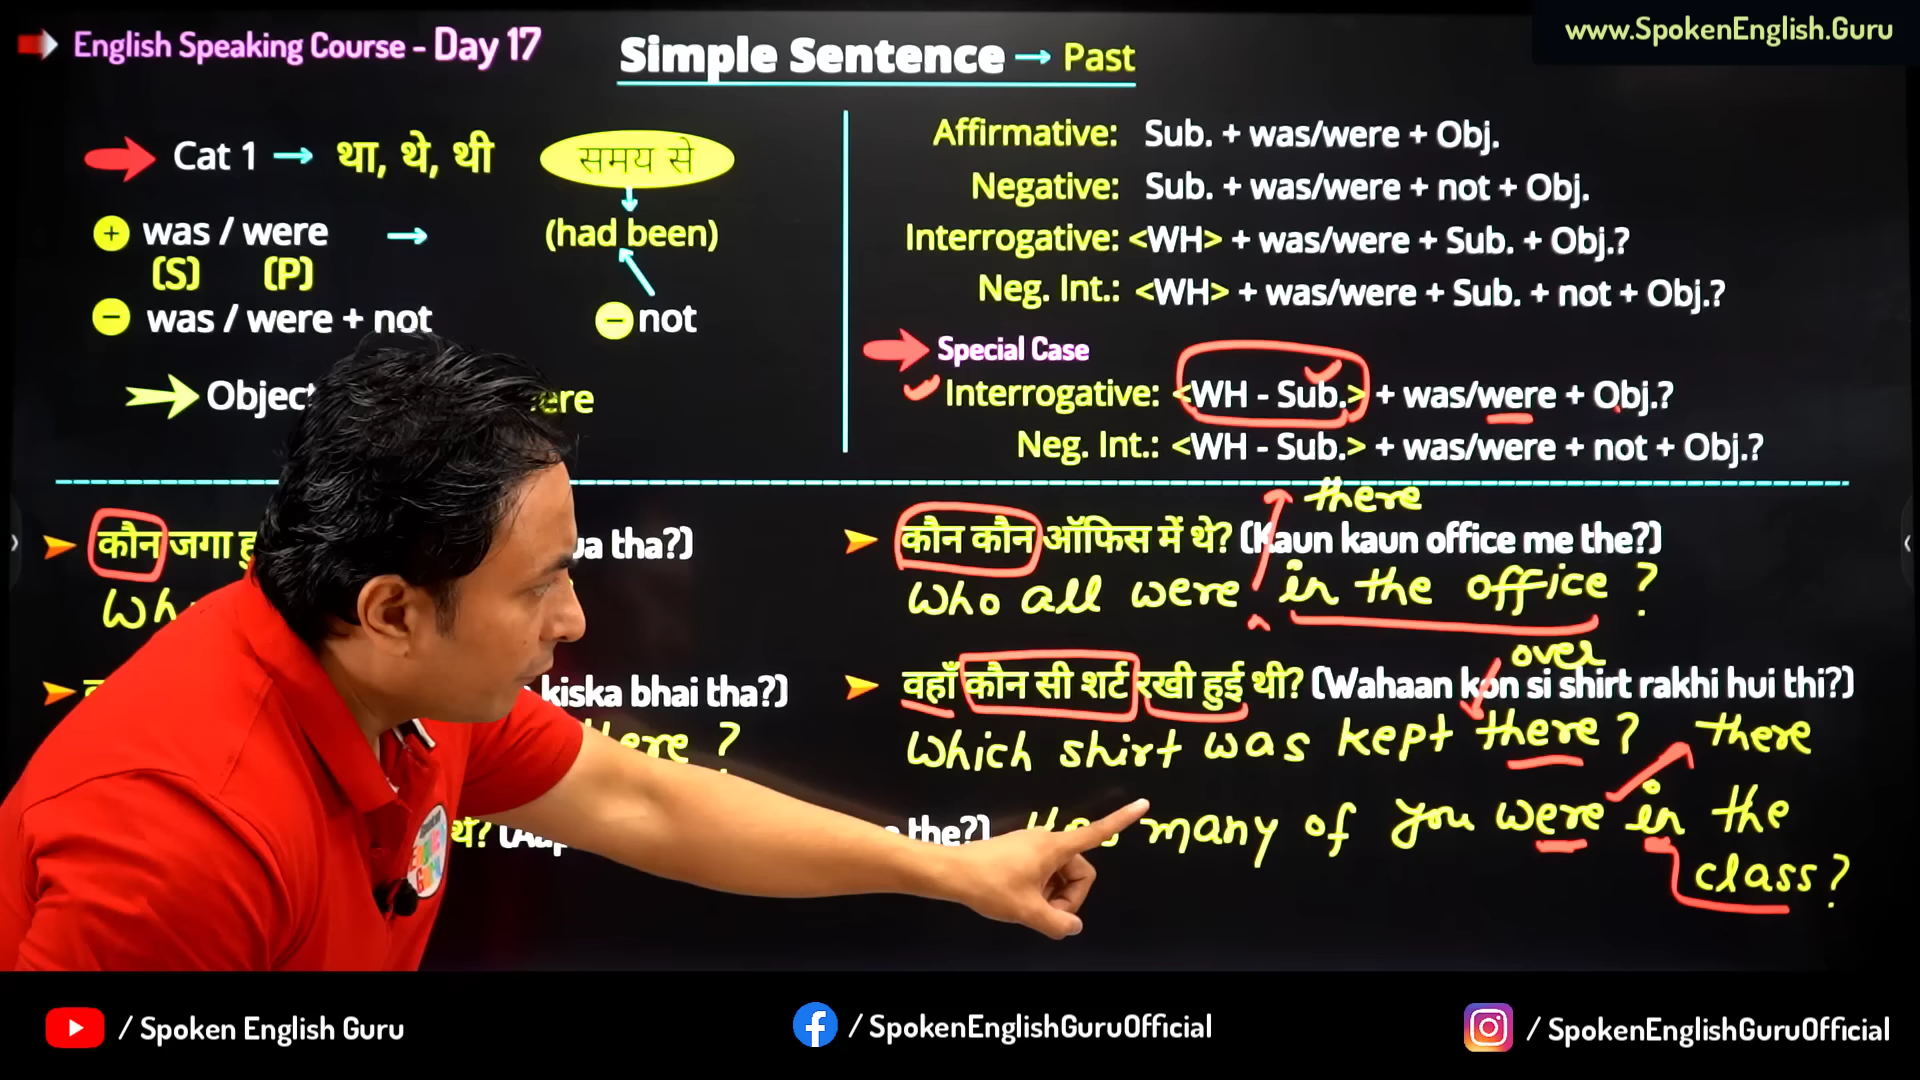 English Speaking Course - Day 17
Simple Sentence → Past
www.SpokenEnglish.Guru
Cat 1 → था, थे, थी
समय से
+ was / were →
(had been)
(S) (P)
− was / were + not
− not
Object
ere
Affirmative: Sub. + was/were + Obj.
Negative: Sub. + was/were + not + Obj.
Interrogative: <WH> + was/were + Sub. + Obj.?
Neg. Int.: <WH> + was/were + Sub. + not + Obj.?
Special Case
Interrogative: <WH - Sub.> + was/were + Obj.?
Neg. Int.: <WH - Sub.> + was/were + not + Obj.?
कौन जगा tha?)
kiska bhai tha?)
here ?
थे? the?)
there
कौन कौन ऑफिस में थे? (Kaun kaun office me the?)
Who all were in the office ?
over
वहाँ कौन सी शर्ट रखी हुई थी? (Wahaan kon si shirt rakhi hui thi?)
Which shirt was kept there ? there
many of you were in the
class ?
/ Spoken English Guru
/ SpokenEnglishGuruOfficial
/ SpokenEnglishGuruOfficial